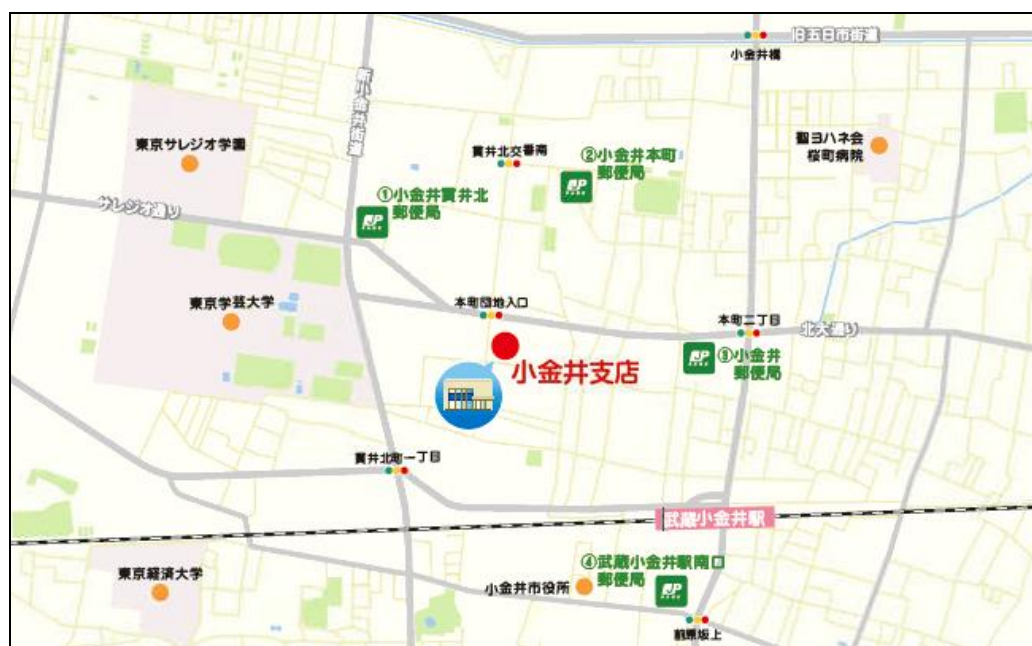 旧五日市街道
小金井橋
新小金井街道
東京サレジオ学園
貫井北交番南
②小金井本町
郵便局
聖ヨハネ会
桜町病院
①小金井貫井北
郵便局
サレジオ通り
東京学芸大学
本町団地入口
本町二丁目
北大通り
③小金井
郵便局
小金井支店
貫井北町一丁目
武蔵小金井駅
④武蔵小金井駅南口
郵便局
東京経済大学
小金井市役所
前原坂上